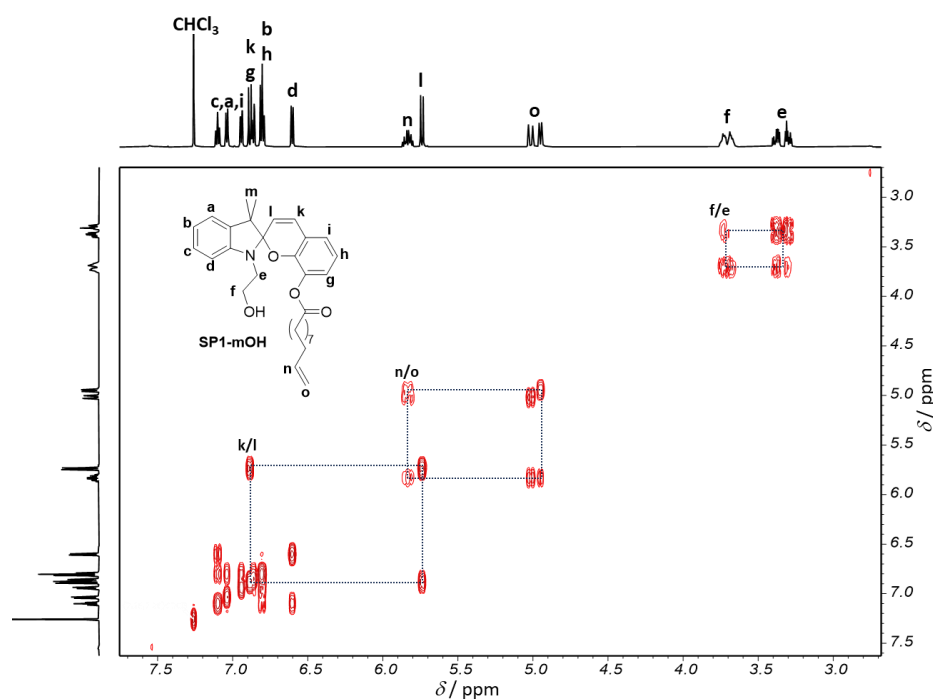 CHCl₃
c,a,i
k
g
b
h
d
n
l
o
f
e
m
a
b
c
d
l
k
i
h
g
N
O
e
f
OH
O
O
7
n
o
SP1-mOH
f/e
n/o
k/l
3.0
3.5
4.0
4.5
5.0
5.5
6.0
6.5
7.0
7.5
δ / ppm
7.5 7.0 6.5 6.0 5.5 5.0 4.5 4.0 3.5 3.0
δ / ppm